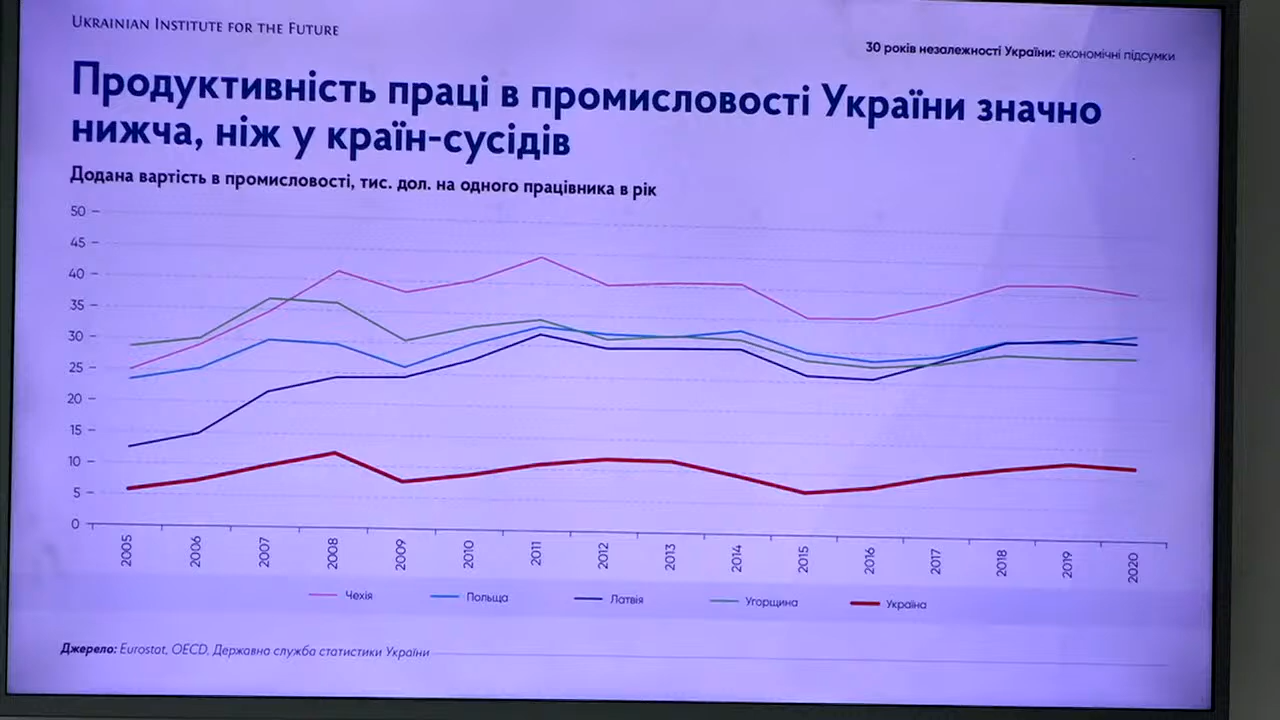 UKRAINIAN INSTITUTE FOR THE FUTURE
30 років незалежності України: економічні підсумки
Продуктивність праці в промисловості України значно
нижча, ніж у країн-сусідів
Додана вартість в промисловості, тис. дол. на одного працівника в рік
50
45
40
35
30
25
20
15
10
5
0
2005 2006 2007 2008 2009 2010 2011 2012 2013 2014 2015 2016 2017 2018 2019 2020
Чехія Польща Латвія Угорщина Україна
Джерело: Eurostat, OECD, Державна служба статистики України